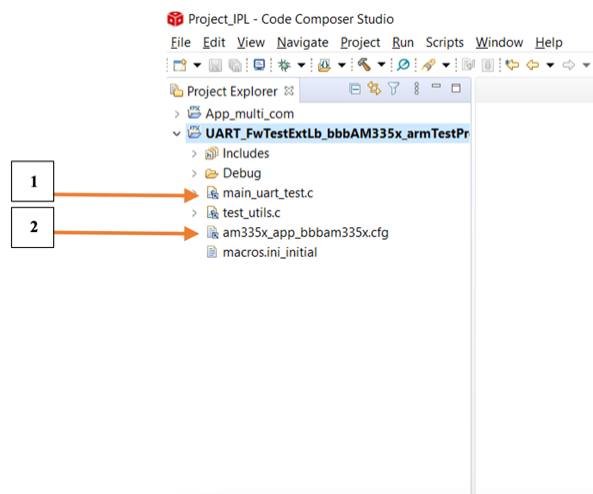 Project_IPL - Code Composer Studio
File Edit View Navigate Project Run Scripts Window Help
Project Explorer
App_multi_com
UART_FwTestExtLb_bbbAM335x_armTestPr
Includes
Debug
1
main_uart_test.c
test_utils.c
2
am335x_app_bbbam335x.cfg
macros.ini_initial